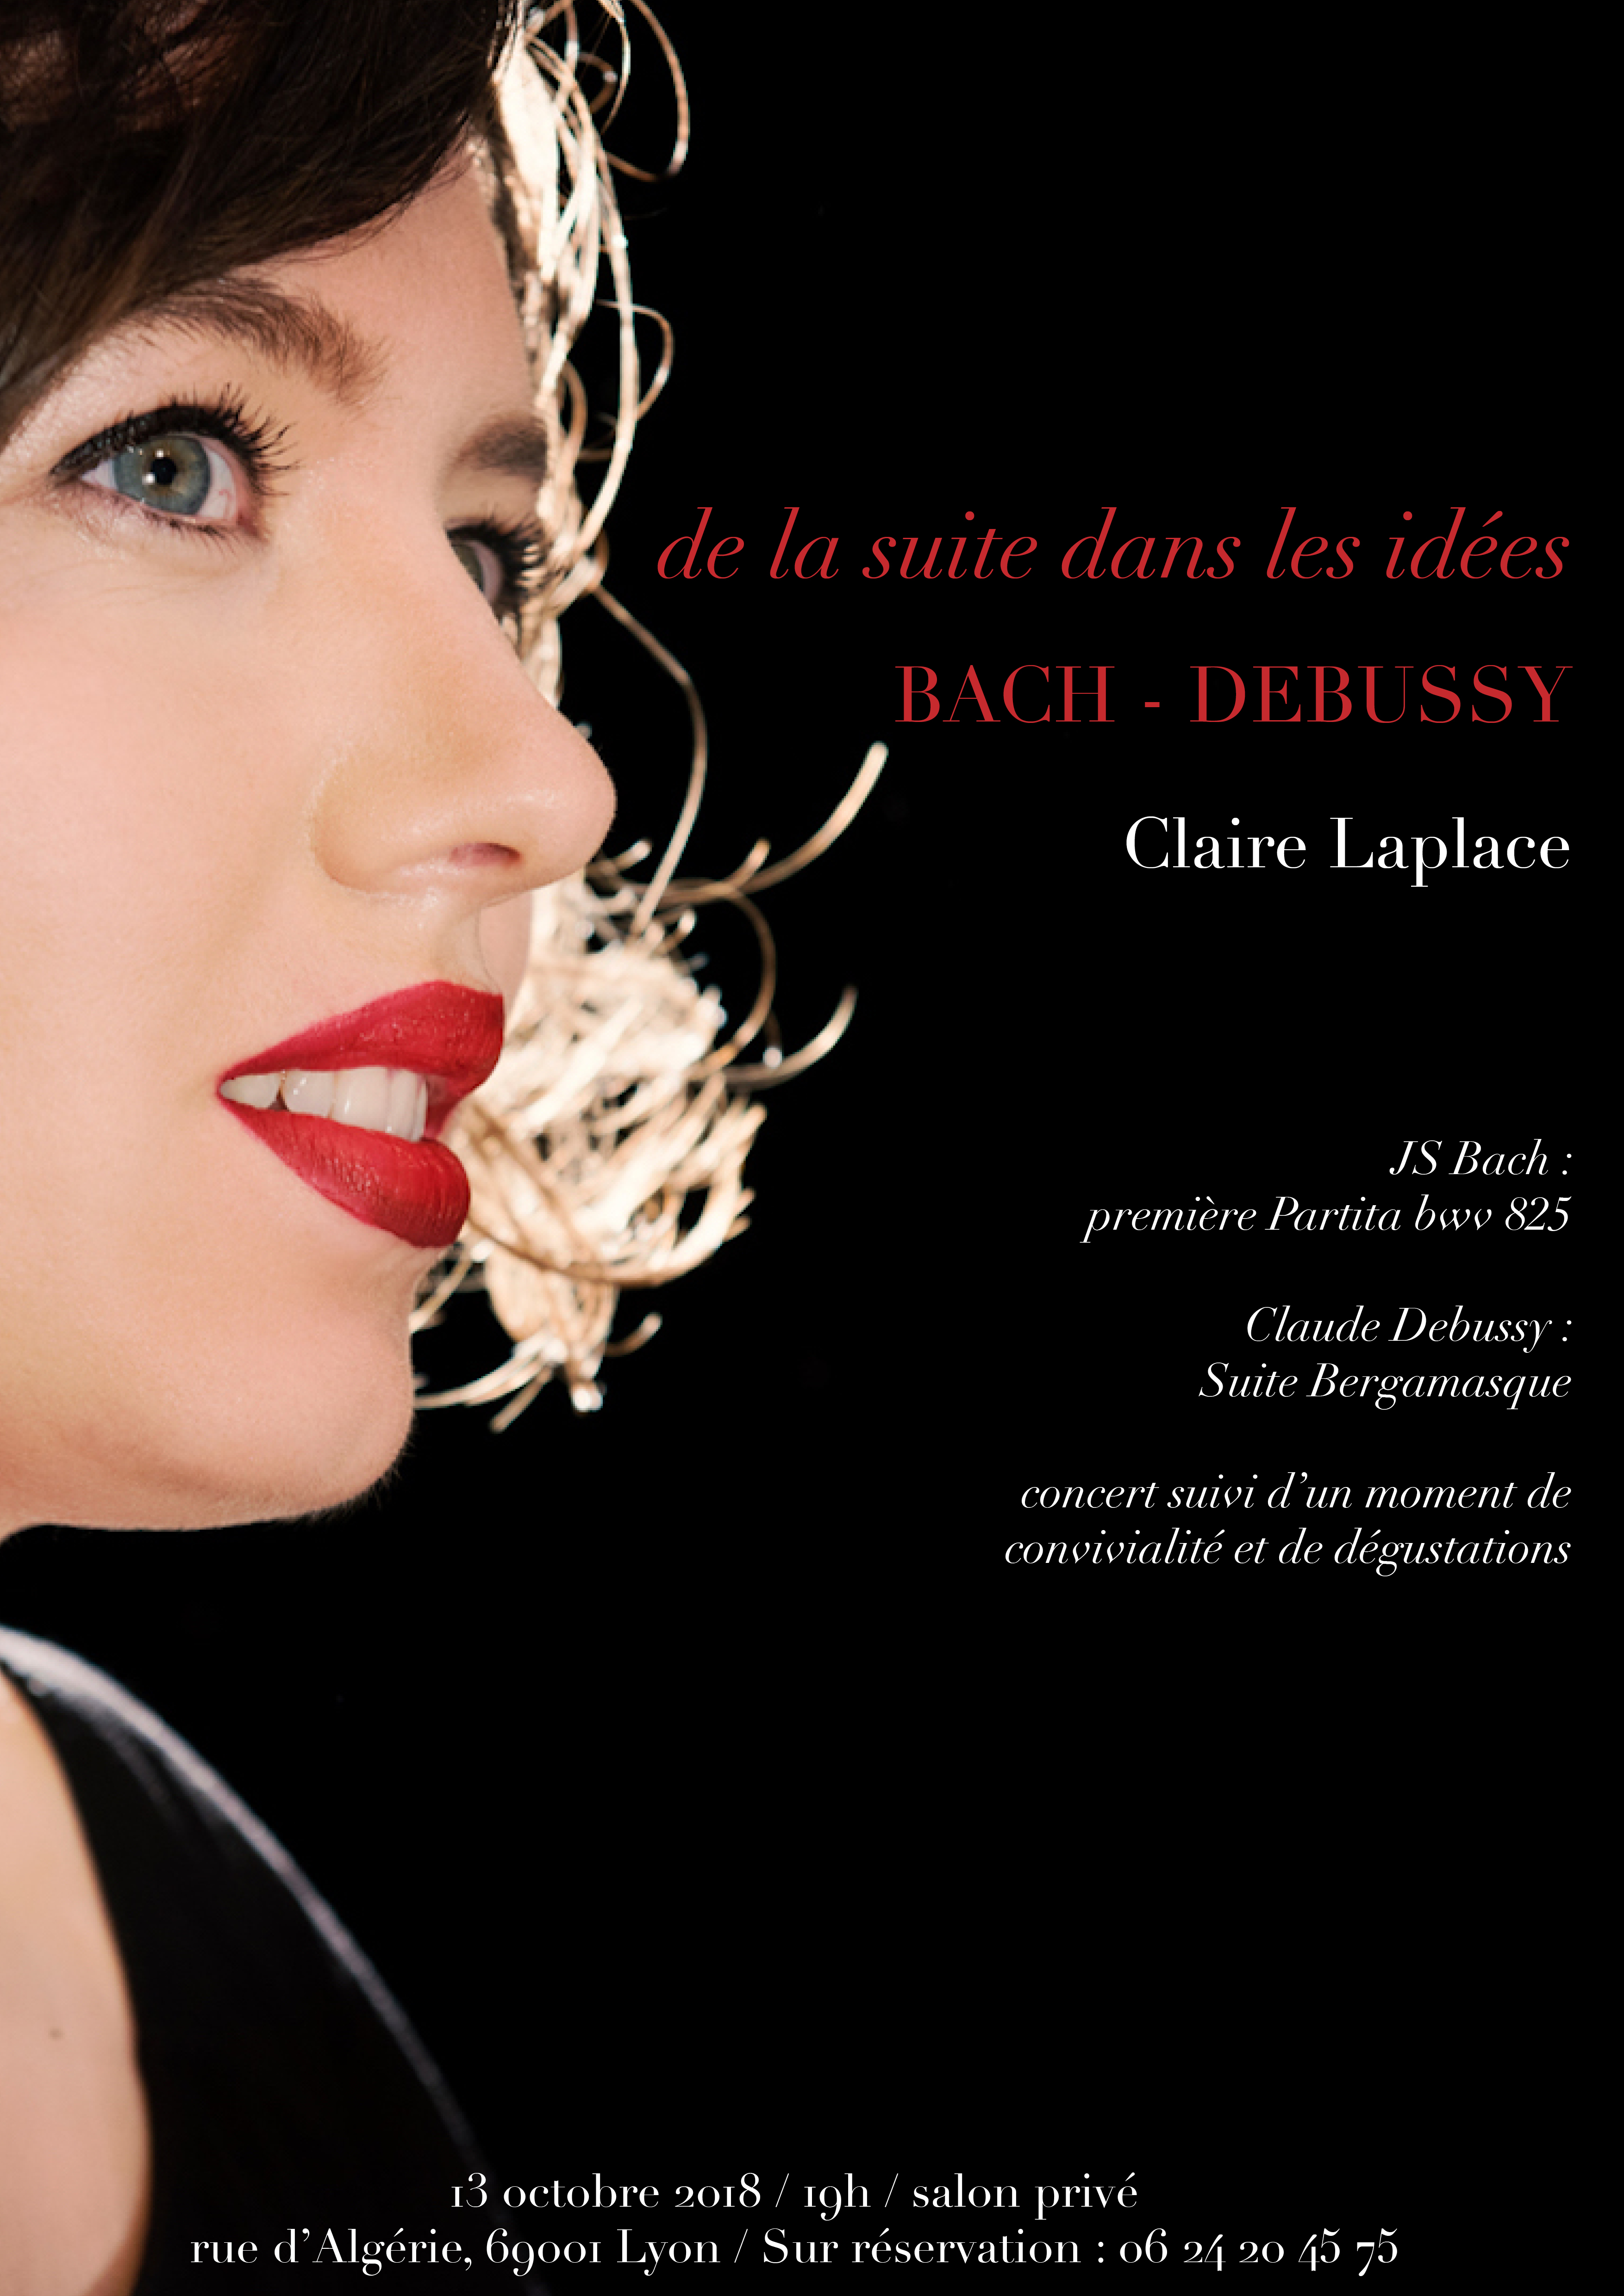 de la suite dans les idées
BACH - DEBUSSY
Claire Laplace
JS Bach :
première Partita bwv 825
Claude Debussy :
Suite Bergamasque
concert suivi d’un moment de
convivialité et de dégustations
13 octobre 2018 / 19h / salon privé
rue d’Algérie, 69001 Lyon / Sur réservation : 06 24 20 45 75